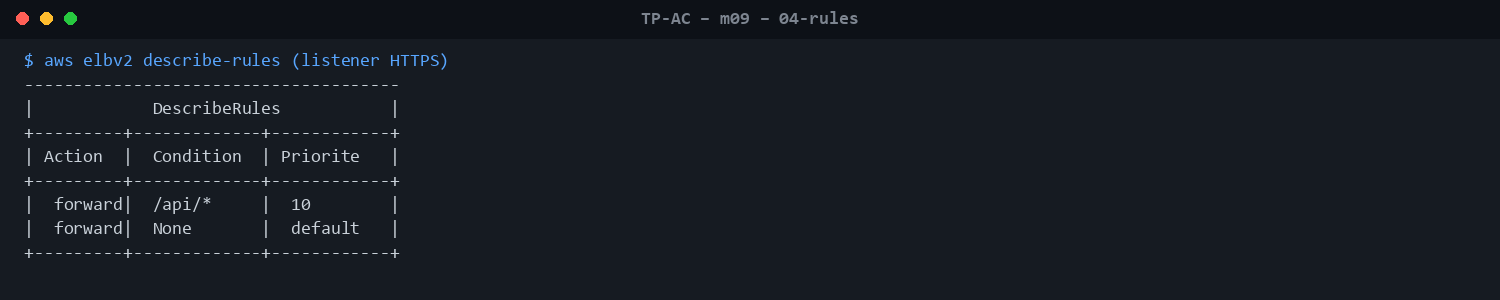 TP-AC – m09 – 04-rules
$ aws elbv2 describe-rules (listener HTTPS)
--------------------------------------
|            DescribeRules           |
+---------+-------------+------------+
| Action  |  Condition  | Priorite   |
+---------+-------------+------------+
|  forward|  /api/*     |  10        |
|  forward|  None       |  default   |
+---------+-------------+------------+